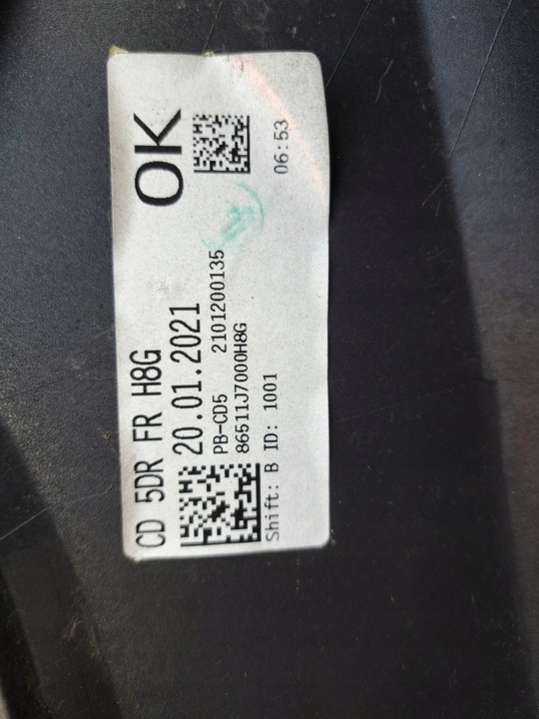 CD 5DR FR H8G
20.01.2021
OK
PB-CD5 2101200135
86511J7000H8G
Shift: B ID: 1001
06:53